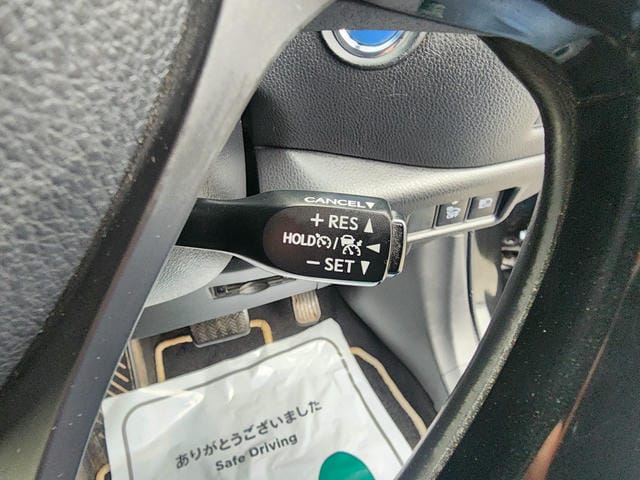 CANCEL▼
+RES▲
HOLD / ◀
−SET▼
ありがとうございました
Safe Driving